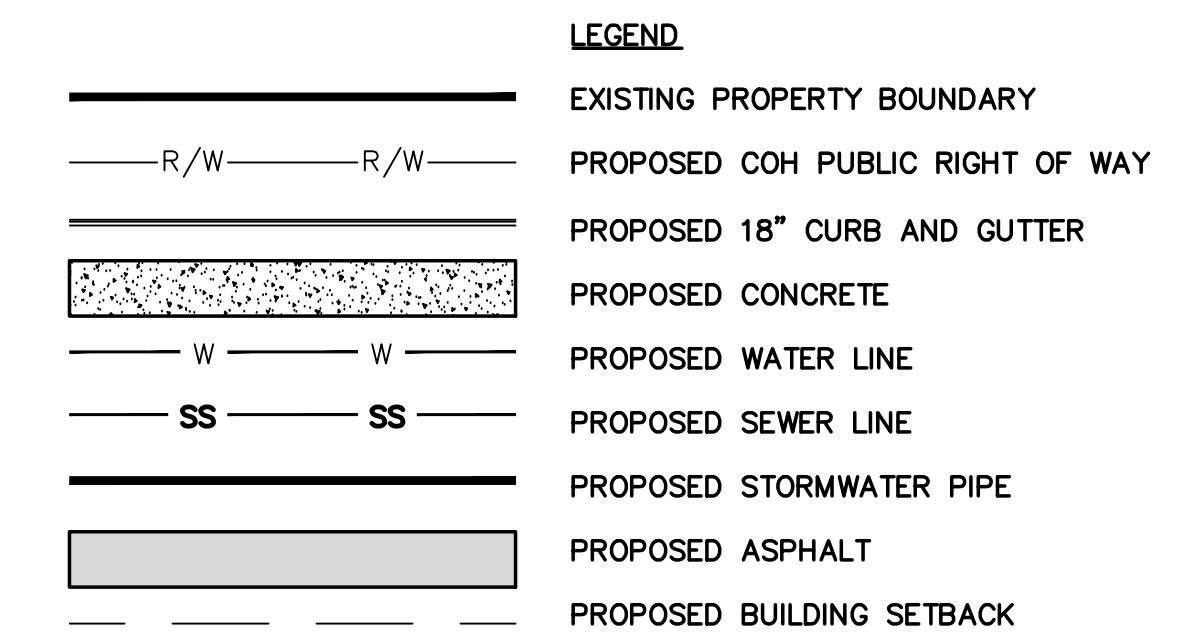 LEGEND
EXISTING PROPERTY BOUNDARY
R/W R/W PROPOSED COH PUBLIC RIGHT OF WAY
PROPOSED 18" CURB AND GUTTER
PROPOSED CONCRETE
W W PROPOSED WATER LINE
SS SS PROPOSED SEWER LINE
PROPOSED STORMWATER PIPE
PROPOSED ASPHALT
PROPOSED BUILDING SETBACK